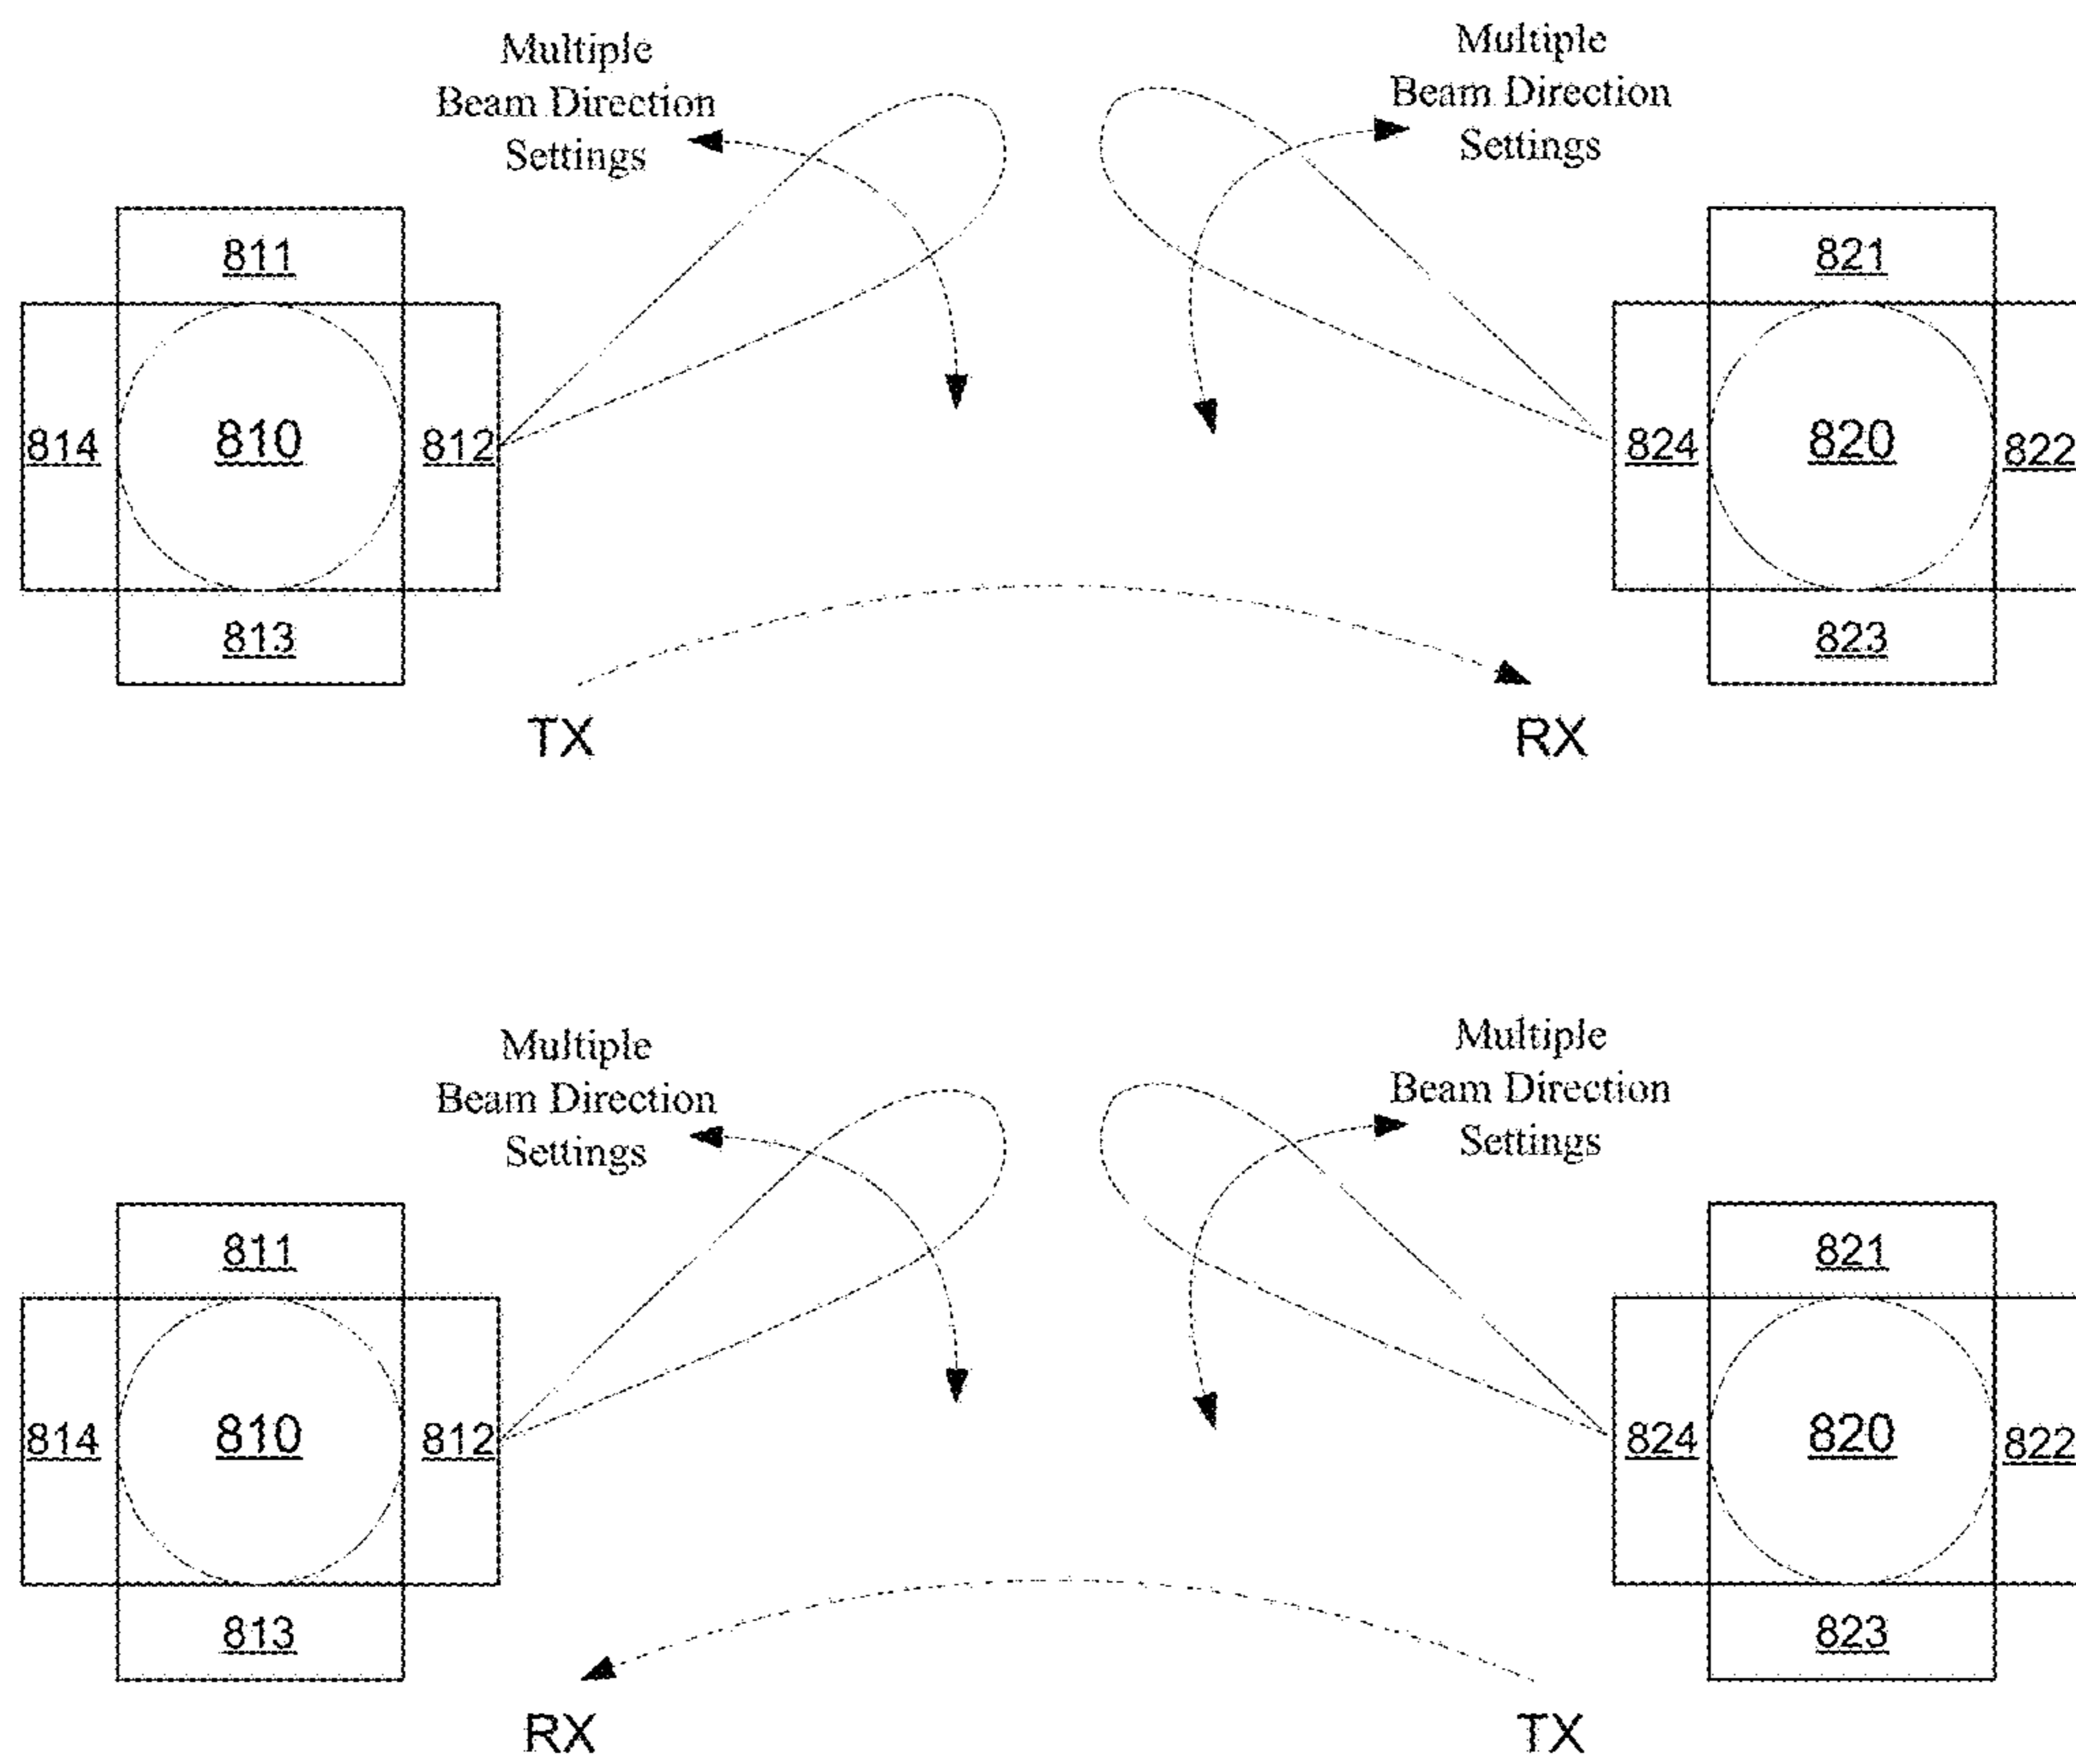 Multiple
Beam Direction
Settings
Multiple
Beam Direction
Settings
811
821
814
810
812
824
820
822
813
823
TX
RX
Multiple
Beam Direction
Settings
Multiple
Beam Direction
Settings
811
821
814
810
812
824
820
822
813
823
RX
TX